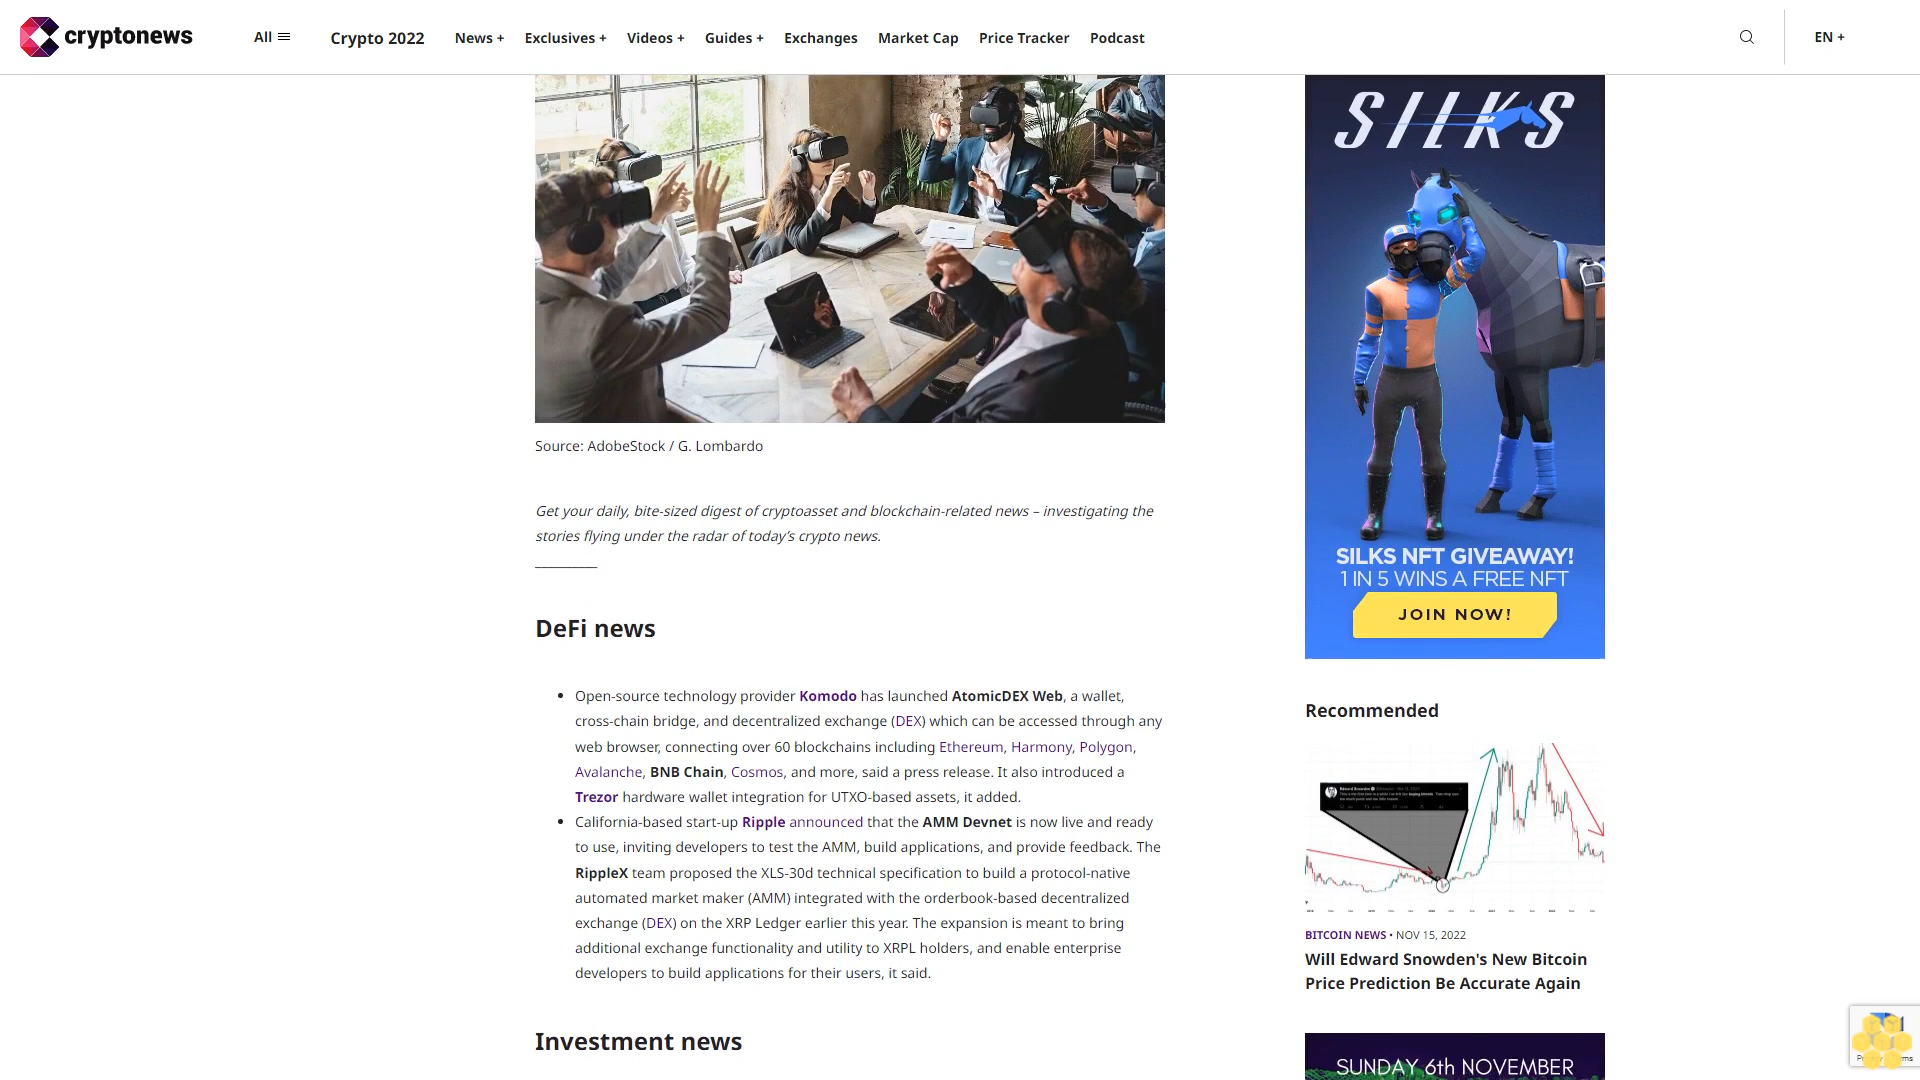 cryptonews
All
Crypto 2022
News +
Exclusives +
Videos +
Guides +
Exchanges
Market Cap
Price Tracker
Podcast
EN +
Source: AdobeStock / G. Lombardo
Get your daily, bite-sized digest of cryptoasset and blockchain-related news – investigating the
stories flying under the radar of today’s crypto news.
__________
DeFi news
Open-source technology provider Komodo has launched AtomicDEX Web, a wallet,
cross-chain bridge, and decentralized exchange (DEX) which can be accessed through any
web browser, connecting over 60 blockchains including Ethereum, Harmony, Polygon,
Avalanche, BNB Chain, Cosmos, and more, said a press release. It also introduced a
Trezor hardware wallet integration for UTXO-based assets, it added.
California-based start-up Ripple announced that the AMM Devnet is now live and ready
to use, inviting developers to test the AMM, build applications, and provide feedback. The
RippleX team proposed the XLS-30d technical specification to build a protocol-native
automated market maker (AMM) integrated with the orderbook-based decentralized
exchange (DEX) on the XRP Ledger earlier this year. The expansion is meant to bring
additional exchange functionality and utility to XRPL holders, and enable enterprise
developers to build applications for their users, it said.
Investment news
SILKS
SILKS NFT GIVEAWAY!
1 IN 5 WINS A FREE NFT
JOIN NOW!
Recommended
BITCOIN NEWS • NOV 15, 2022
Will Edward Snowden's New Bitcoin
Price Prediction Be Accurate Again
SUNDAY 6th NOVEMBER